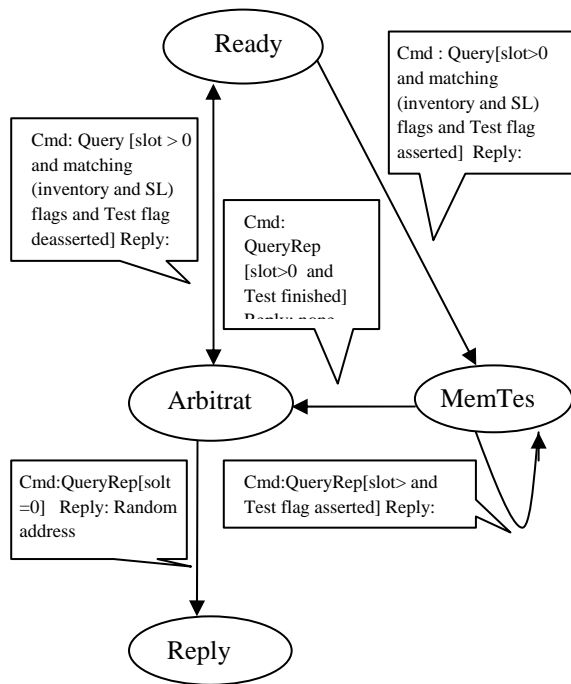 Ready
Cmd : Query[slot>0
and matching
(inventory and SL)
flags and Test flag
asserted] Reply:
Cmd: Query [slot > 0
and matching
(inventory and SL)
flags and Test flag
deasserted] Reply:
Cmd:
QueryRep
[slot>0 and
Test finished]
Reply: none
Arbitrat
MemTes
Cmd:QueryRep[solt
=0] Reply: Random
address
Cmd:QueryRep[slot> and
Test flag asserted] Reply:
Reply